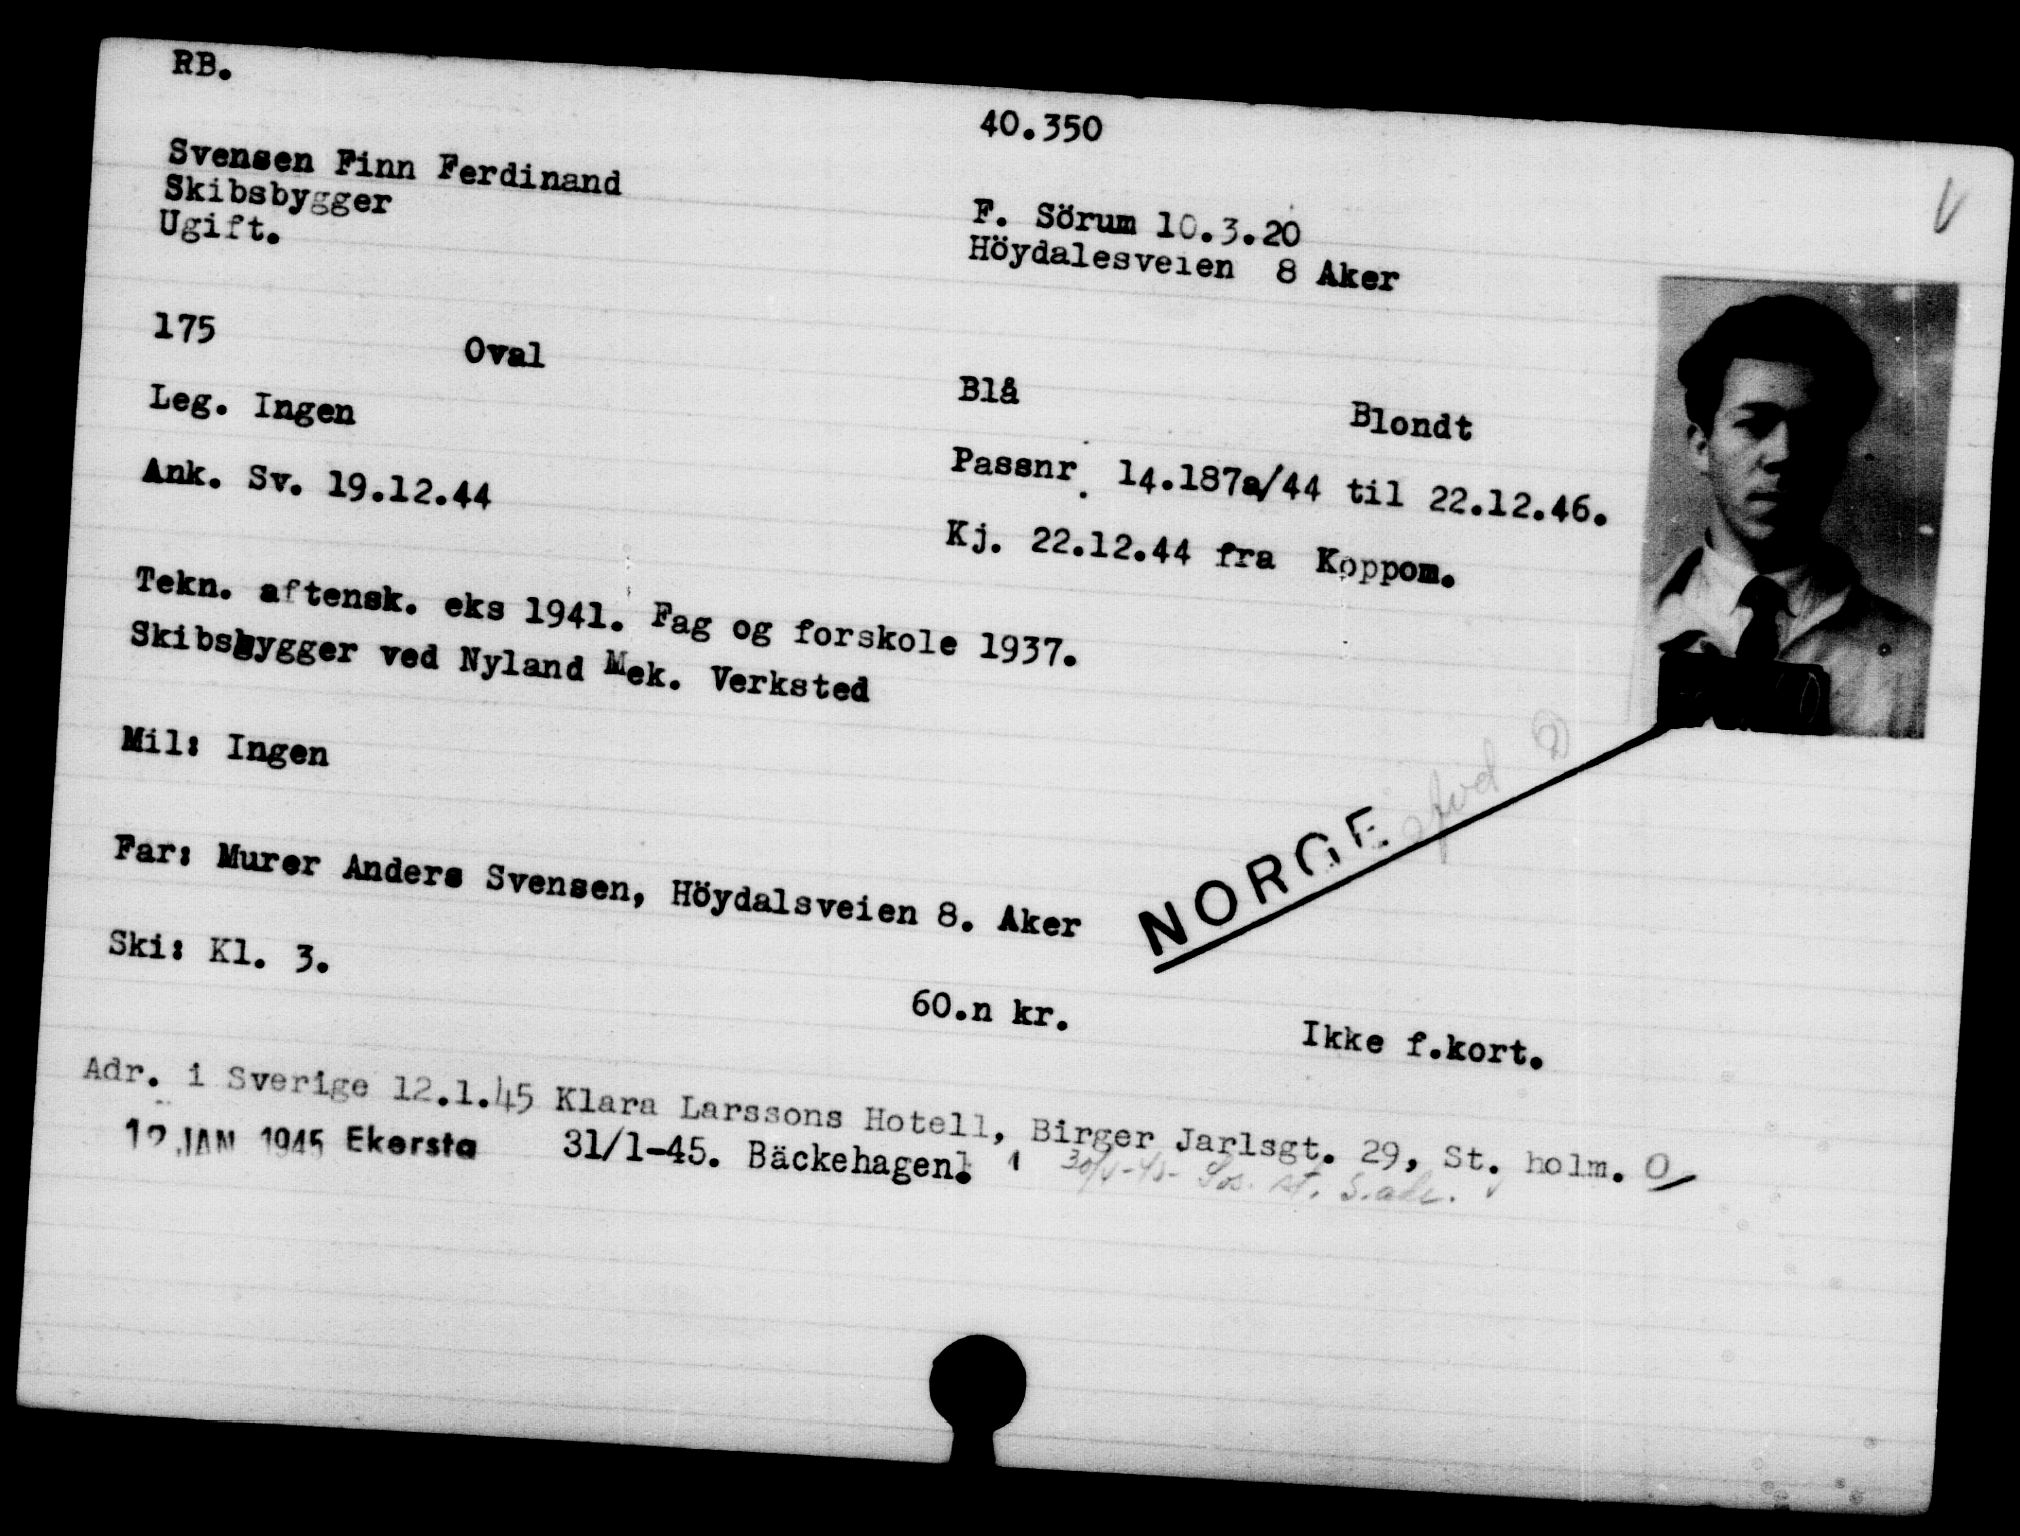 RB.
40.350
Svensen Finn Ferdinand
Skibsbygger
Ugift.
F. Sörum 10.3.20
Höydalesveien 8 Aker
175 Oval Blå Blondt
Leg. Ingen
Passnr. 14.187a/44 til 22.12.46.
Ank. Sv. 19.12.44
Kj. 22.12.44 fra Koppom.
Tekn. aftensk. eks 1941. Fag og forskole 1937.
Skibsbygger ved Nyland Mek. Verksted
Mil: Ingen
NORGE
Far: Murer Anders Svensen, Höydalsveien 8. Aker
Ski: Kl. 3.
60.n kr. Ikke f.kort.
Adr. i Sverige 12.1.45 Klara Larssons Hotell, Birger Jarlsgt. 29, St. holm.
12 JAN 1945 Ekersta 31/1-45. Bäckehagen.